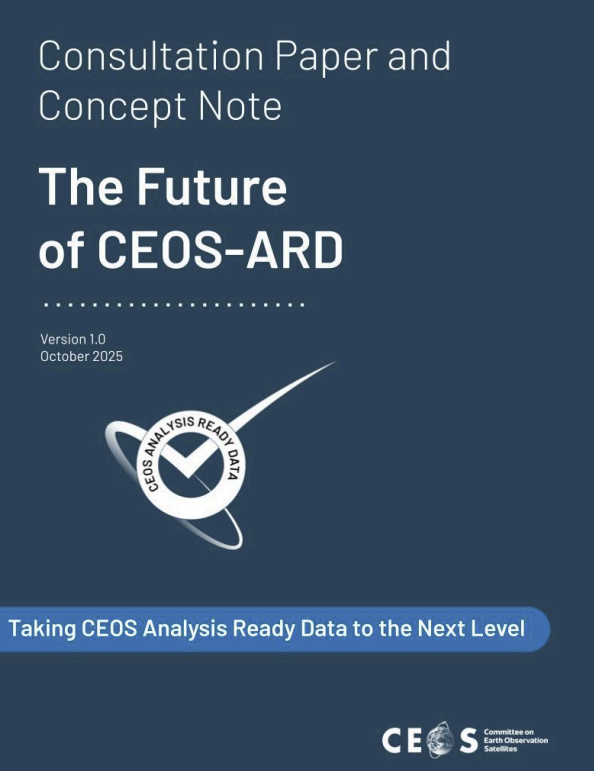 Consultation Paper and
Concept Note
The Future
of CEOS-ARD
Version 1.0
October 2025
CEOS ANALYSIS READY DATA
Taking CEOS Analysis Ready Data to the Next Level
CEOS
Committee on
Earth Observation
Satellites